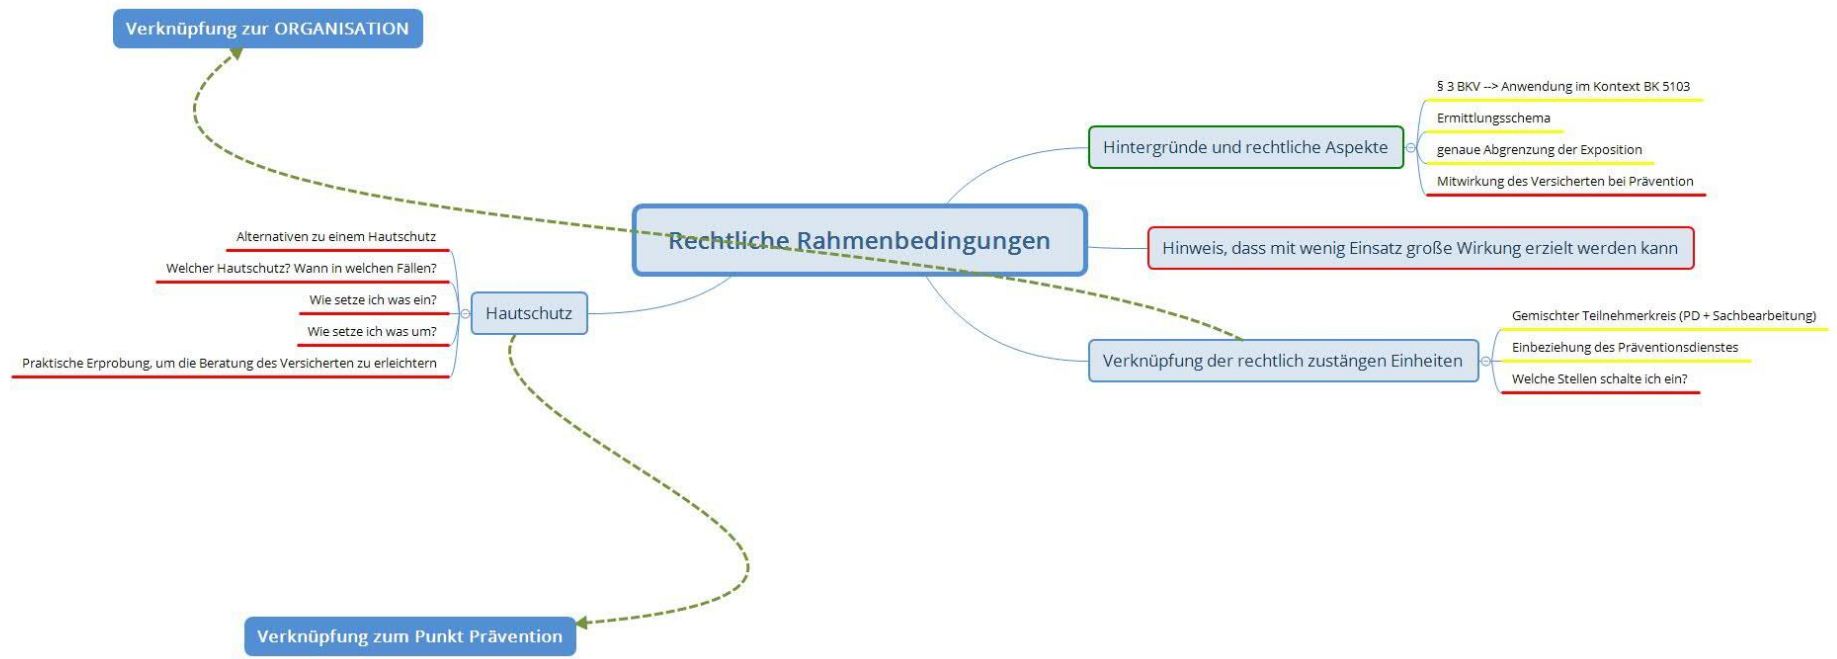 Verknüpfung zur ORGANISATION
Rechtliche Rahmenbedingungen
Hintergründe und rechtliche Aspekte
§ 3 BKV --> Anwendung im Kontext BK 5103
Ermittlungsschema
genaue Abgrenzung der Exposition
Mitwirkung des Versicherten bei Prävention
Hinweis, dass mit wenig Einsatz große Wirkung erzielt werden kann
Verknüpfung der rechtlich zustängen Einheiten
Gemischter Teilnehmerkreis (PD + Sachbearbeitung)
Einbeziehung des Präventionsdienstes
Welche Stellen schalte ich ein?
Hautschutz
Alternativen zu einem Hautschutz
Welcher Hautschutz? Wann in welchen Fällen?
Wie setze ich was ein?
Wie setze ich was um?
Praktische Erprobung, um die Beratung des Versicherten zu erleichtern
Verknüpfung zum Punkt Prävention